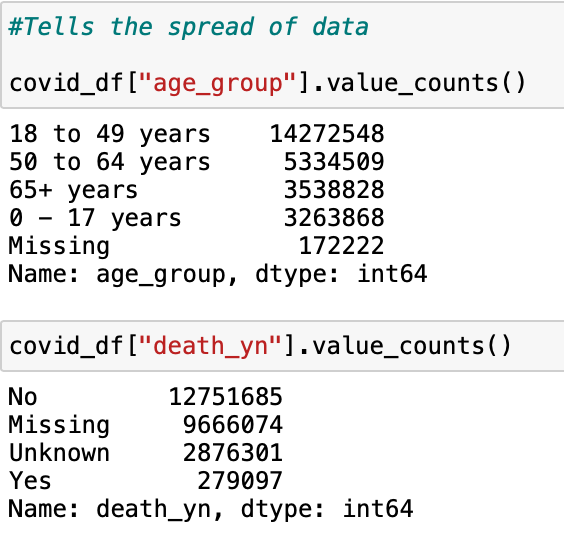 #Tells the spread of data
covid_df["age_group"].value_counts()
18 to 49 years    14272548
50 to 64 years     5334509
65+ years          3538828
0 - 17 years       3263868
Missing             172222
Name: age_group, dtype: int64
covid_df["death_yn"].value_counts()
No         12751685
Missing     9666074
Unknown     2876301
Yes          279097
Name: death_yn, dtype: int64